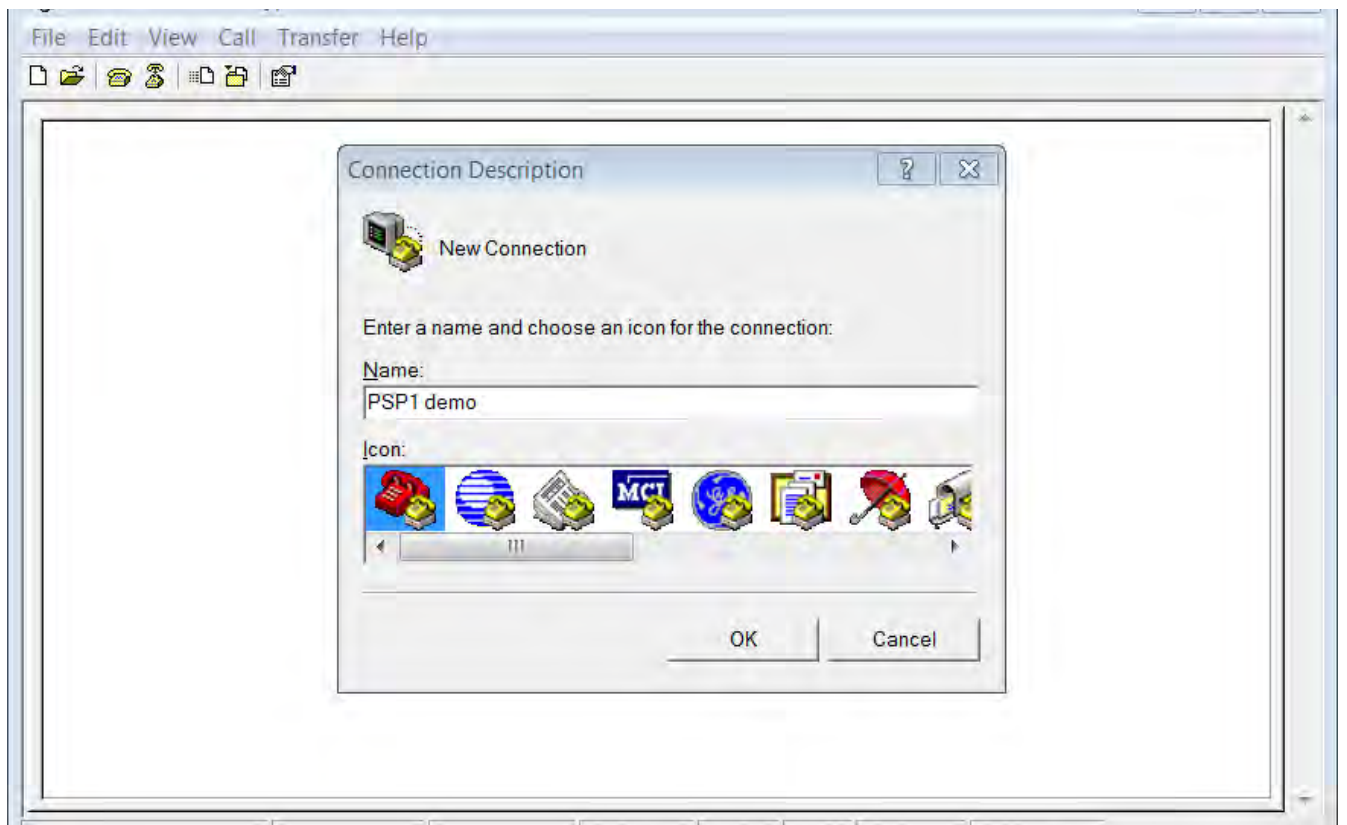 File Edit View Call Transfer Help
Connection Description
New Connection
Enter a name and choose an icon for the connection:
Name:
PSP1 demo
Icon:
MCI
OK Cancel